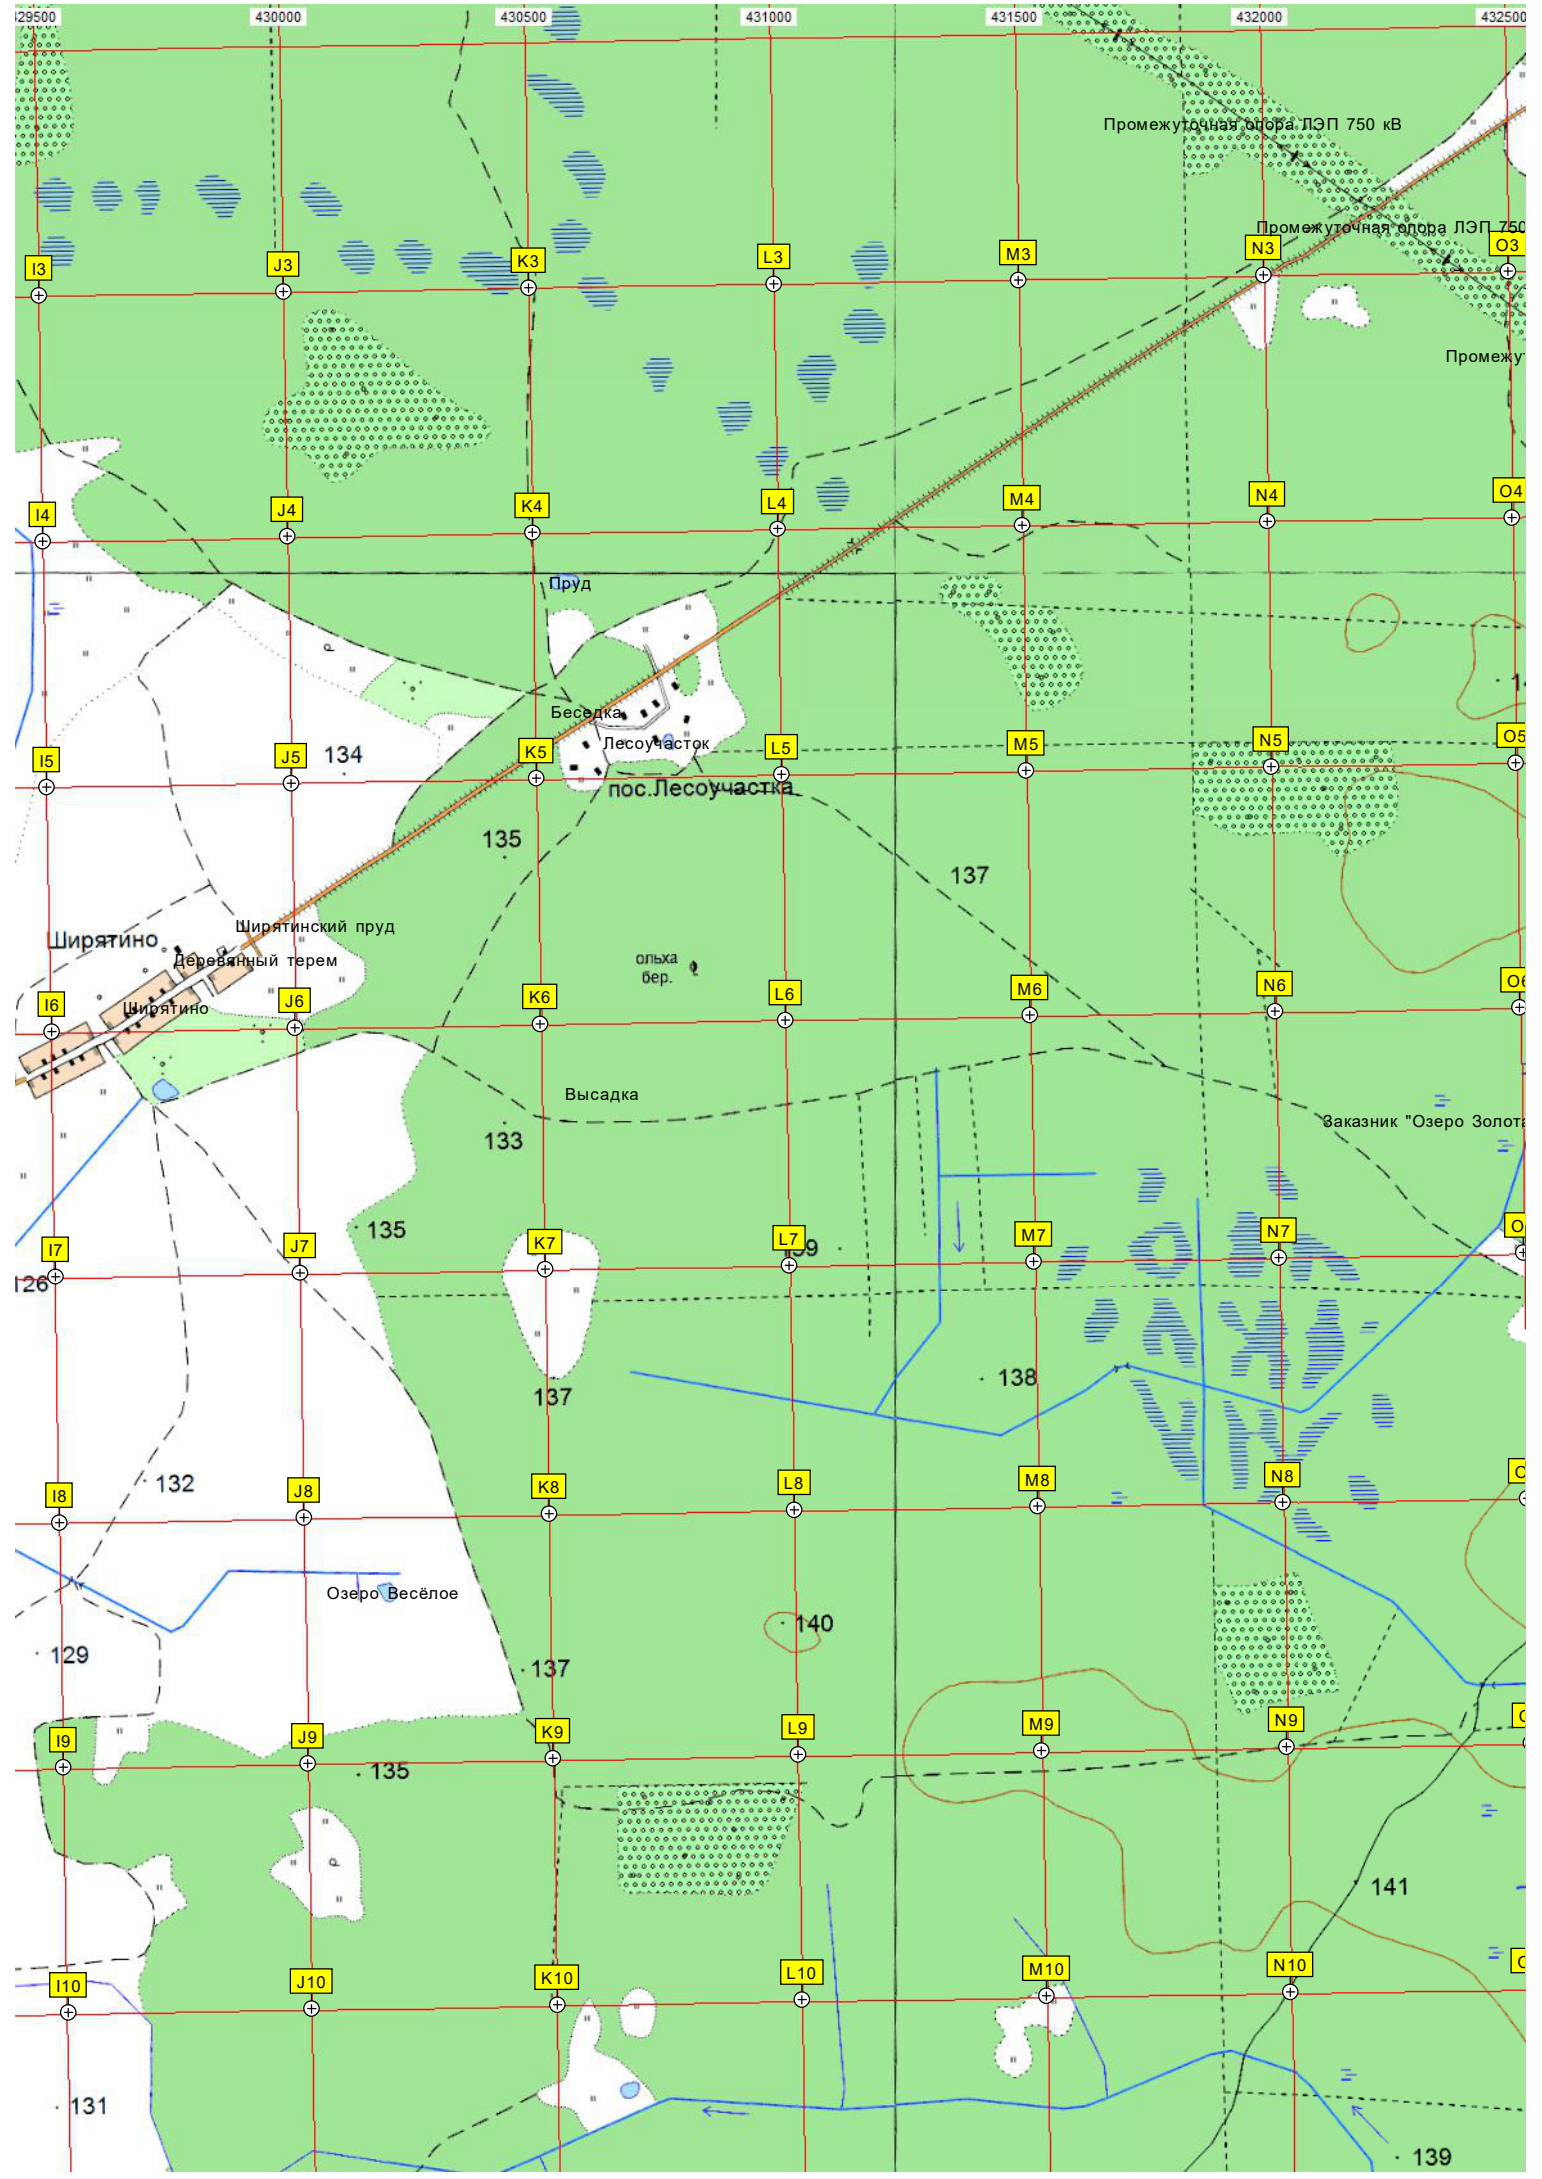 429500 430000 430500 431000 431500 432000 432500
Промежуточная опора ЛЭП 750 кВ
Промежуточная опора ЛЭП 750
I3 J3 K3 L3 M3 N3 O3
Промежут
I4 J4 K4 L4 M4 N4 O4
Пруд
Беседка
Лесоучасток
134
I5 J5 K5 L5 M5 N5 O5
пос.Лесоучастка
135
137
Ширятинский пруд
Ширятино
Деревянный терем
ольха
бер.
Ширятино
I6 J6 K6 L6 M6 N6 O6
Высадка
Заказник "Озеро Золота
133
135
I7 J7 K7 L7 M7 N7
126
138
137
132
I8 J8 K8 L8 M8 N8
Озеро Весёлое
140
129
137
I9 J9 K9 L9 M9 N9
135
141
I10 J10 K10 L10 M10 N10
131
139